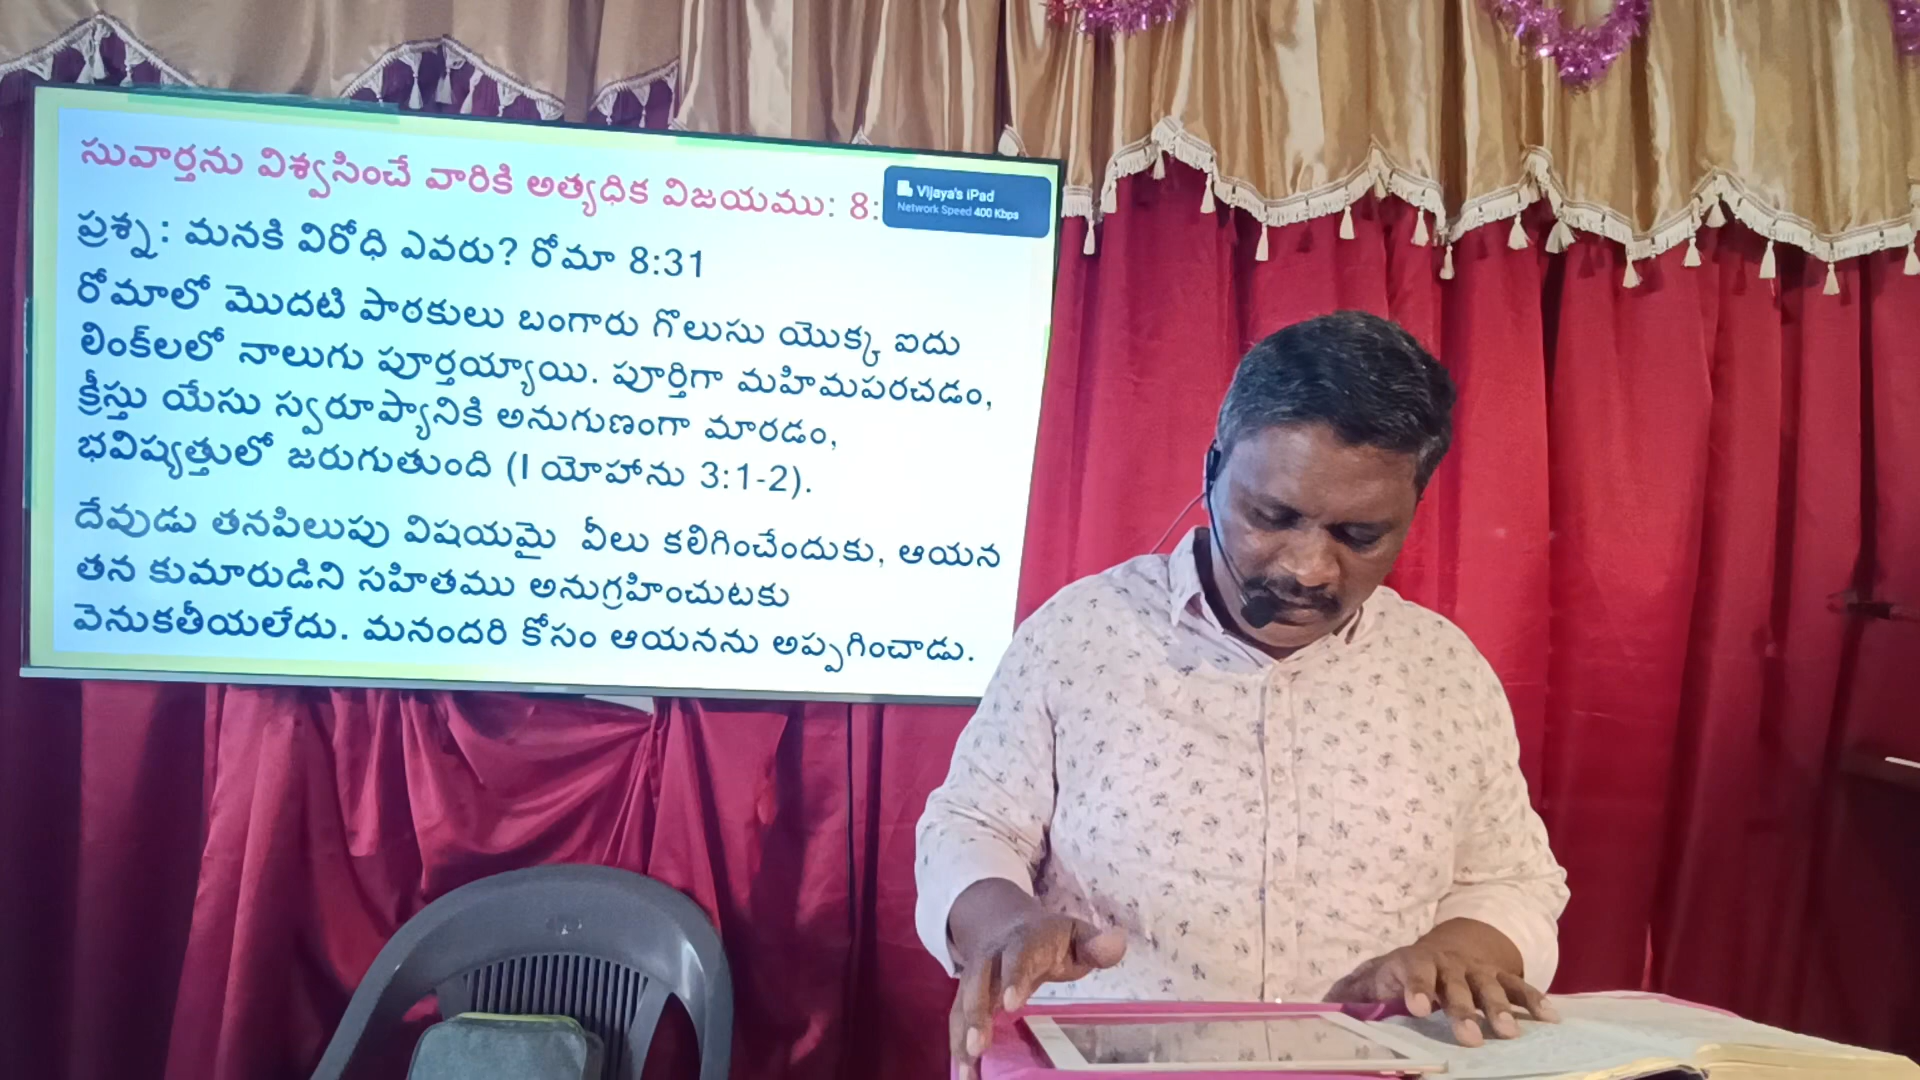 సువార్తను విశ్వసించే వారికి అత్యధిక విజయము: 8:
Vijaya's iPad
Network Speed 400 Kbps
ప్రశ్న: మనకి విరోధి ఎవరు? రోమా 8:31
రోమాలో మొదటి పాఠకులు బంగారు గొలుసు యొక్క ఐదు
లింక్‌లలో నాలుగు పూర్తయ్యాయి. పూర్తిగా మహిమపరచడం,
క్రీస్తు యేసు స్వరూప్యానికి అనుగుణంగా మారడం,
భవిష్యత్తులో జరుగుతుంది (I యోహాను 3:1-2).
దేవుడు తనపిలుపు విషయమై వీలు కలిగించేందుకు, ఆయన
తన కుమారుడిని సహితము అనుగ్రహించుటకు
వెనుకతీయలేదు. మనందరి కోసం ఆయనను అప్పగించాడు.